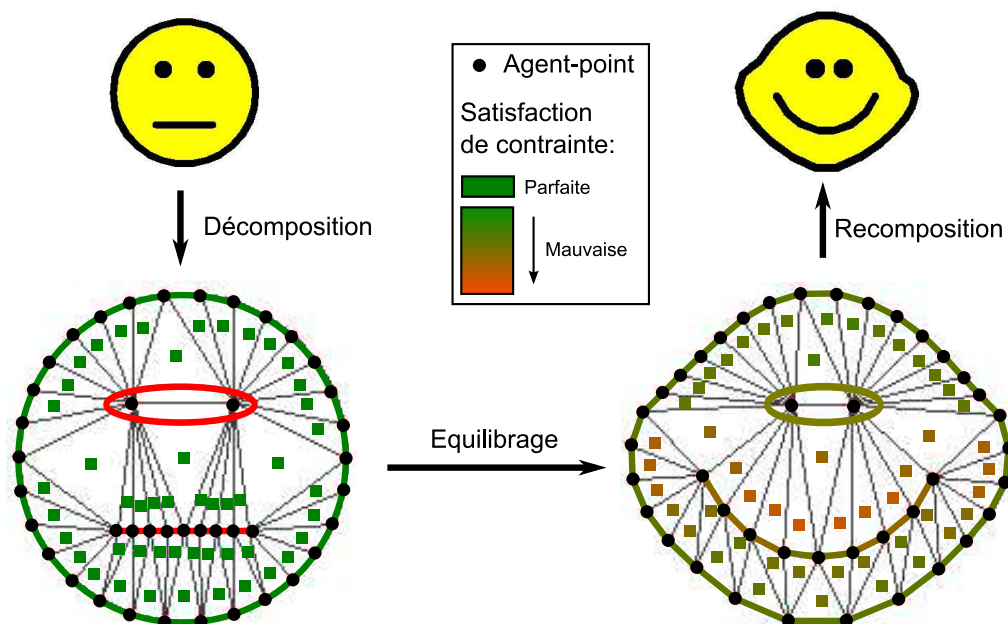 Agent-point
Satisfaction
de contrainte:
Parfaite
Mauvaise
Décomposition
Recomposition
Equilibrage